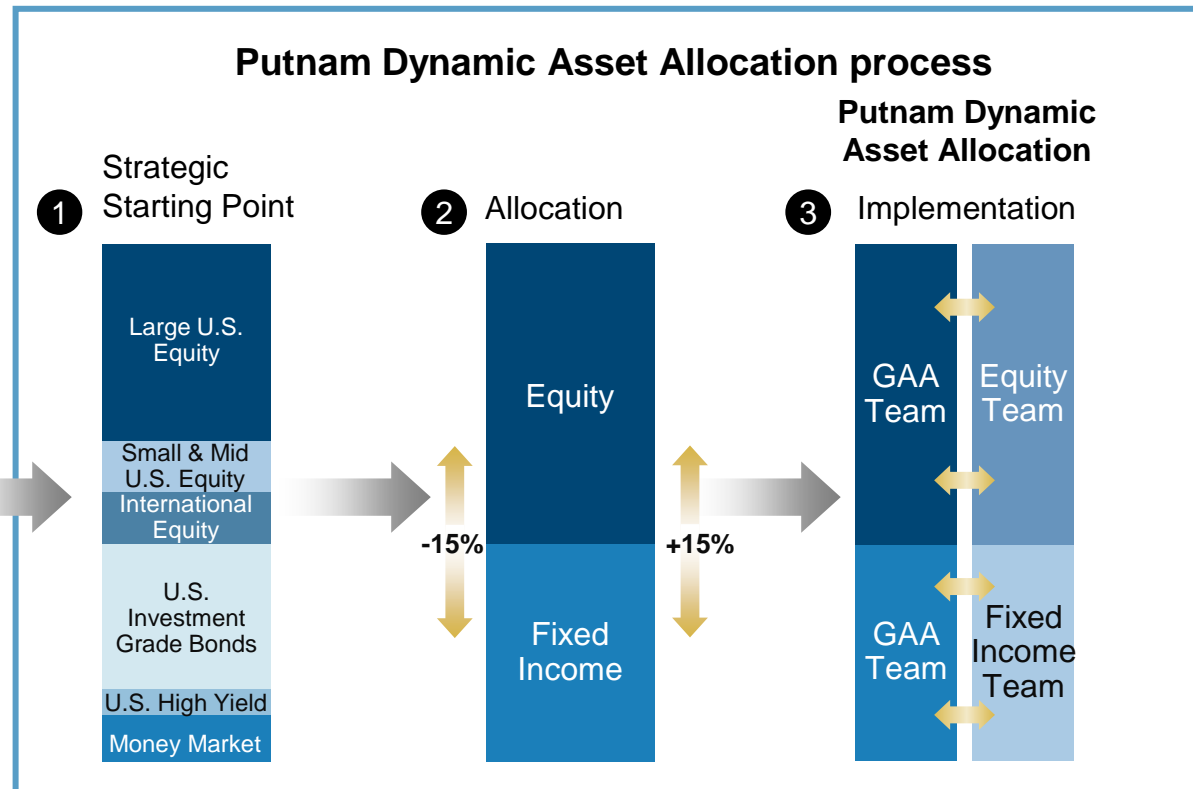 Putnam Dynamic Asset Allocation process
Putnam Dynamic
Asset Allocation
1
Strategic
Starting Point
2
Allocation
3
Implementation
Large U.S.
Equity
Small & Mid
U.S. Equity
International
Equity
U.S.
Investment
Grade Bonds
U.S. High Yield
Money Market
Equity
-15%
+15%
Fixed
Income
GAA
Team
Equity
Team
GAA
Team
Fixed
Income
Team